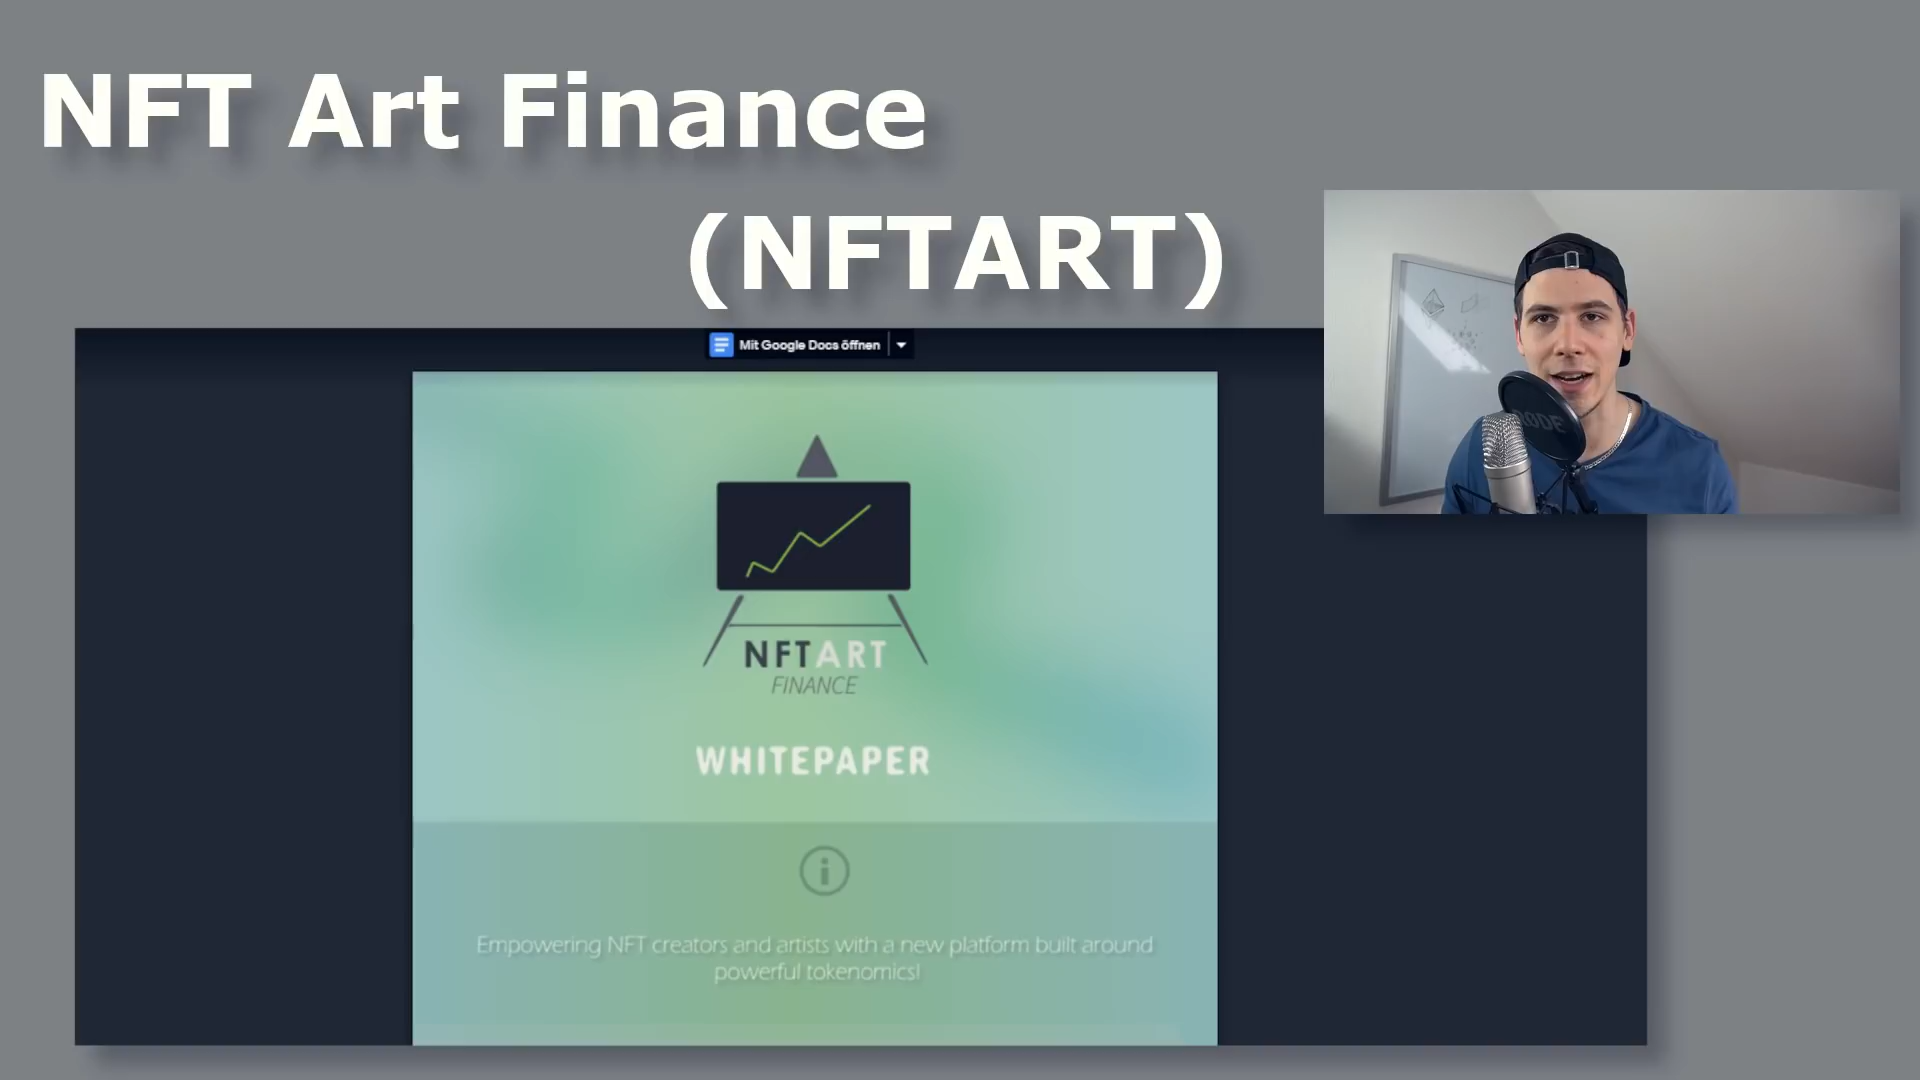 NFT Art Finance
(NFTART)
Mit Google Docs öffnen
RØDE
NFTART
FINANCE
WHITEPAPER
Empowering NFT creators and artists with a new platform built around
powerful tokenomics!